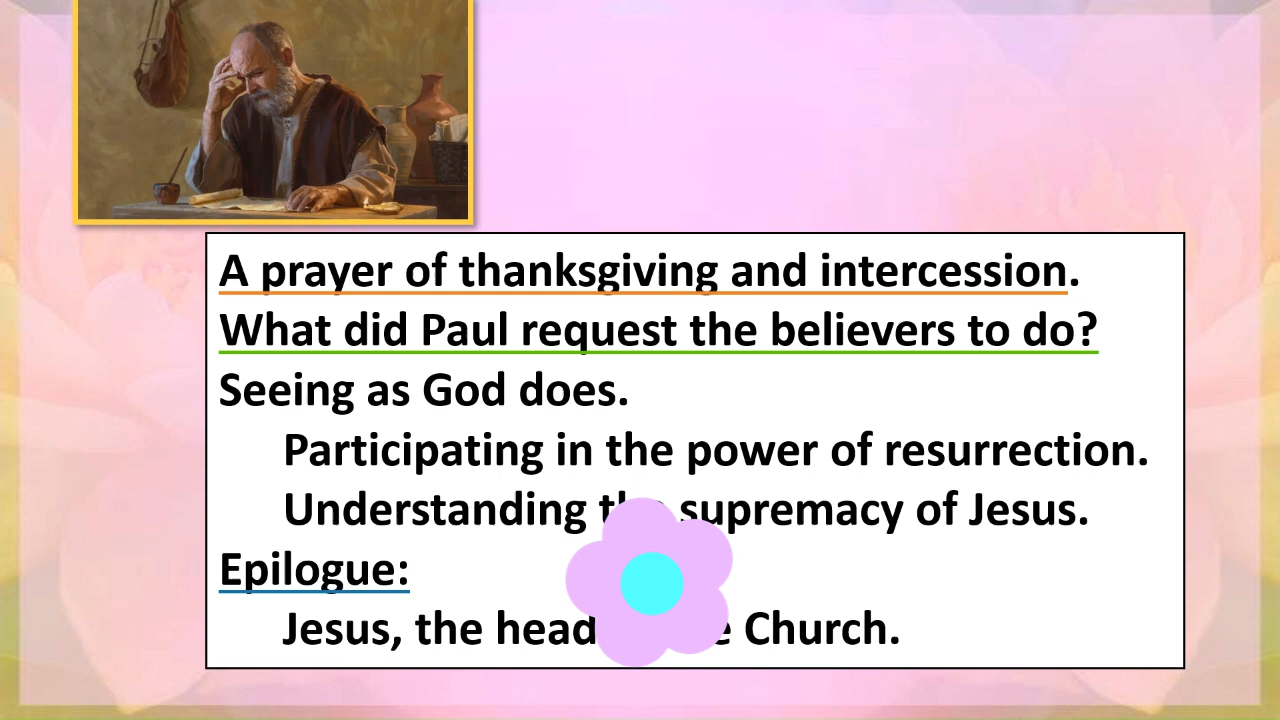 A prayer of thanksgiving and intercession.
What did Paul request the believers to do?
Seeing as God does.
Participating in the power of resurrection.
Understanding supremacy of Jesus.
Epilogue:
Jesus, the head Church.